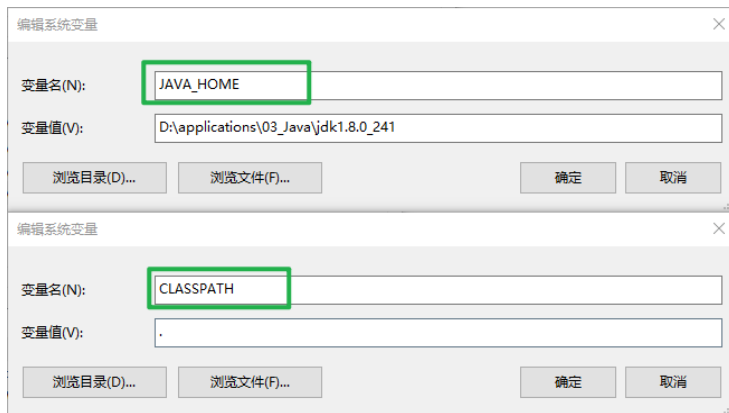 编辑系统变量
变量名(N): JAVA_HOME
变量值(V): D:\applications\03_Java\jdk1.8.0_241
浏览目录(D)... 浏览文件(F)... 确定 取消
编辑系统变量
变量名(N): CLASSPATH
变量值(V): .
浏览目录(D)... 浏览文件(F)... 确定 取消